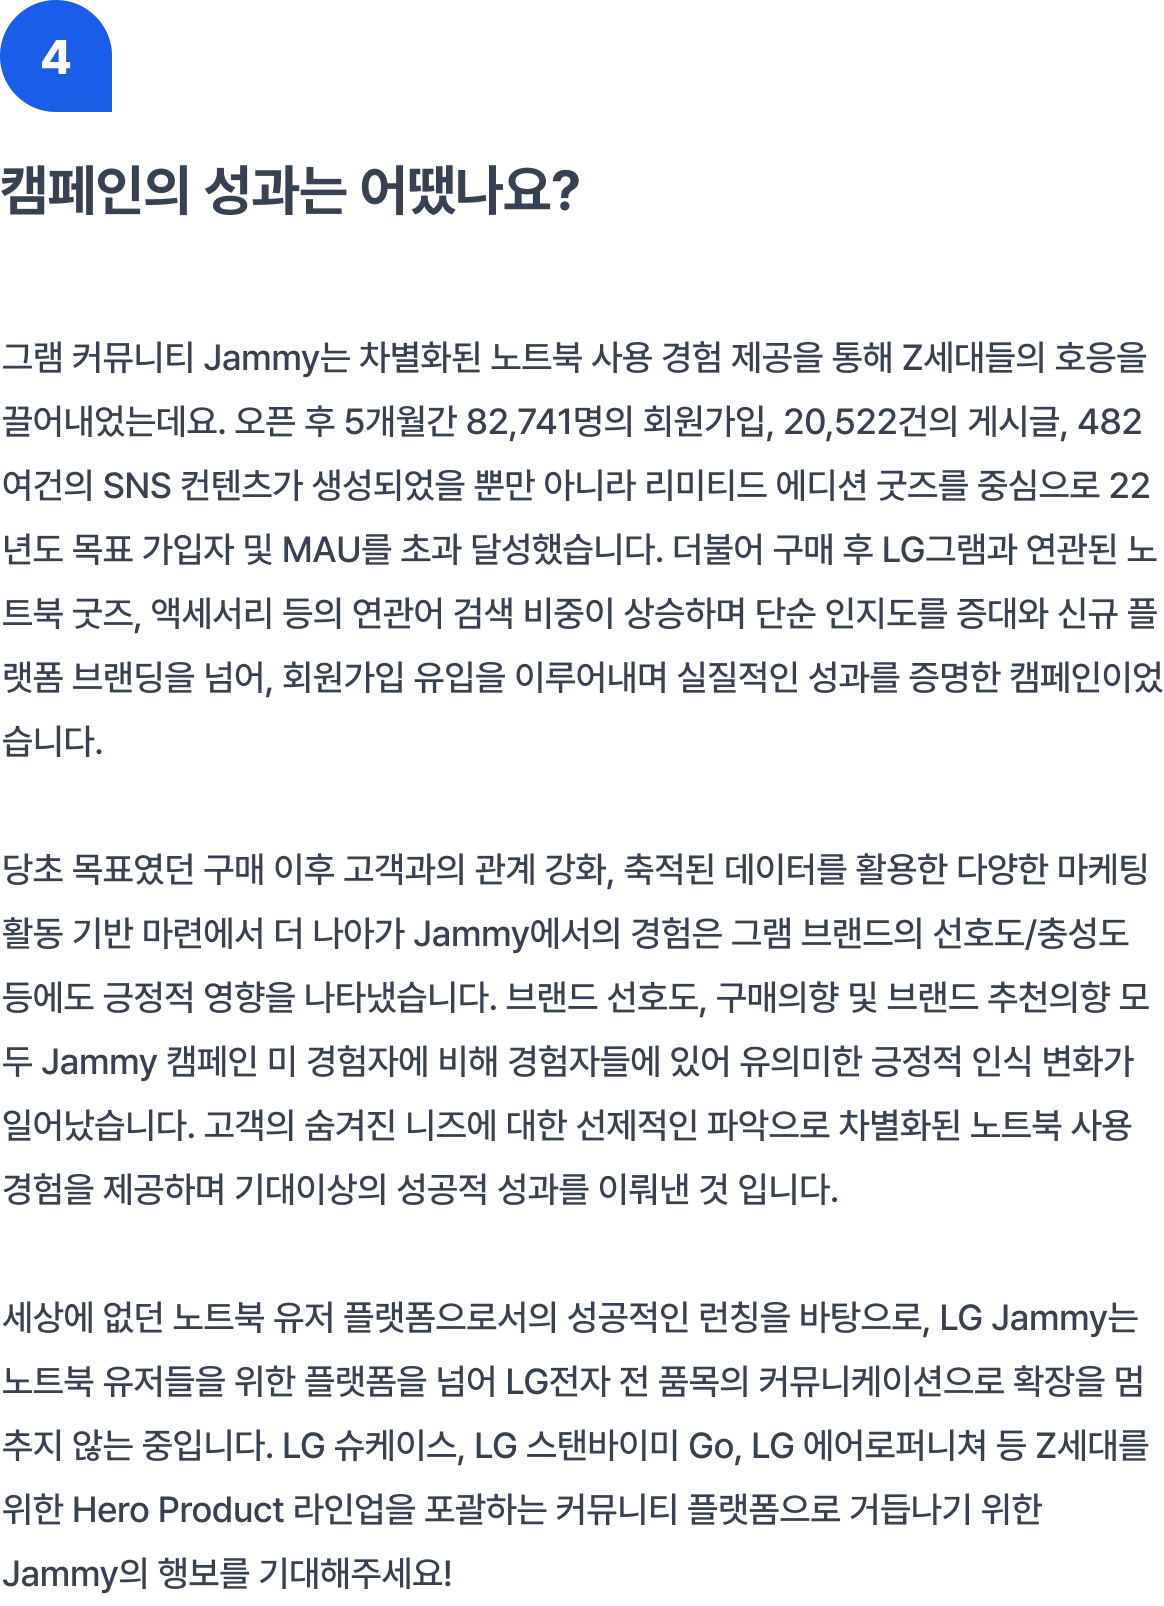 4
캠페인의 성과는 어땠나요?
그램 커뮤니티 Jammy는 차별화된 노트북 사용 경험 제공을 통해 Z세대들의 호응을
끌어내었는데요. 오픈 후 5개월간 82,741명의 회원가입, 20,522건의 게시글, 482
여건의 SNS 컨텐츠가 생성되었을 뿐만 아니라 리미티드 에디션 굿즈를 중심으로 22
년도 목표 가입자 및 MAU를 초과 달성했습니다. 더불어 구매 후 LG그램과 연관된 노
트북 굿즈, 액세서리 등의 연관어 검색 비중이 상승하며 단순 인지도를 증대와 신규 플
랫폼 브랜딩을 넘어, 회원가입 유입을 이루어내며 실질적인 성과를 증명한 캠페인이었
습니다.
당초 목표였던 구매 이후 고객과의 관계 강화, 축적된 데이터를 활용한 다양한 마케팅
활동 기반 마련에서 더 나아가 Jammy에서의 경험은 그램 브랜드의 선호도/충성도
등에도 긍정적 영향을 나타냈습니다. 브랜드 선호도, 구매의향 및 브랜드 추천의향 모
두 Jammy 캠페인 미 경험자에 비해 경험자들에 있어 유의미한 긍정적 인식 변화가
일어났습니다. 고객의 숨겨진 니즈에 대한 선제적인 파악으로 차별화된 노트북 사용
경험을 제공하며 기대이상의 성공적 성과를 이뤄낸 것 입니다.
세상에 없던 노트북 유저 플랫폼으로서의 성공적인 런칭을 바탕으로, LG Jammy는
노트북 유저들을 위한 플랫폼을 넘어 LG전자 전 품목의 커뮤니케이션으로 확장을 멈
추지 않는 중입니다. LG 슈케이스, LG 스탠바이미 Go, LG 에어로퍼니쳐 등 Z세대를
위한 Hero Product 라인업을 포괄하는 커뮤니티 플랫폼으로 거듭나기 위한
Jammy의 행보를 기대해주세요!